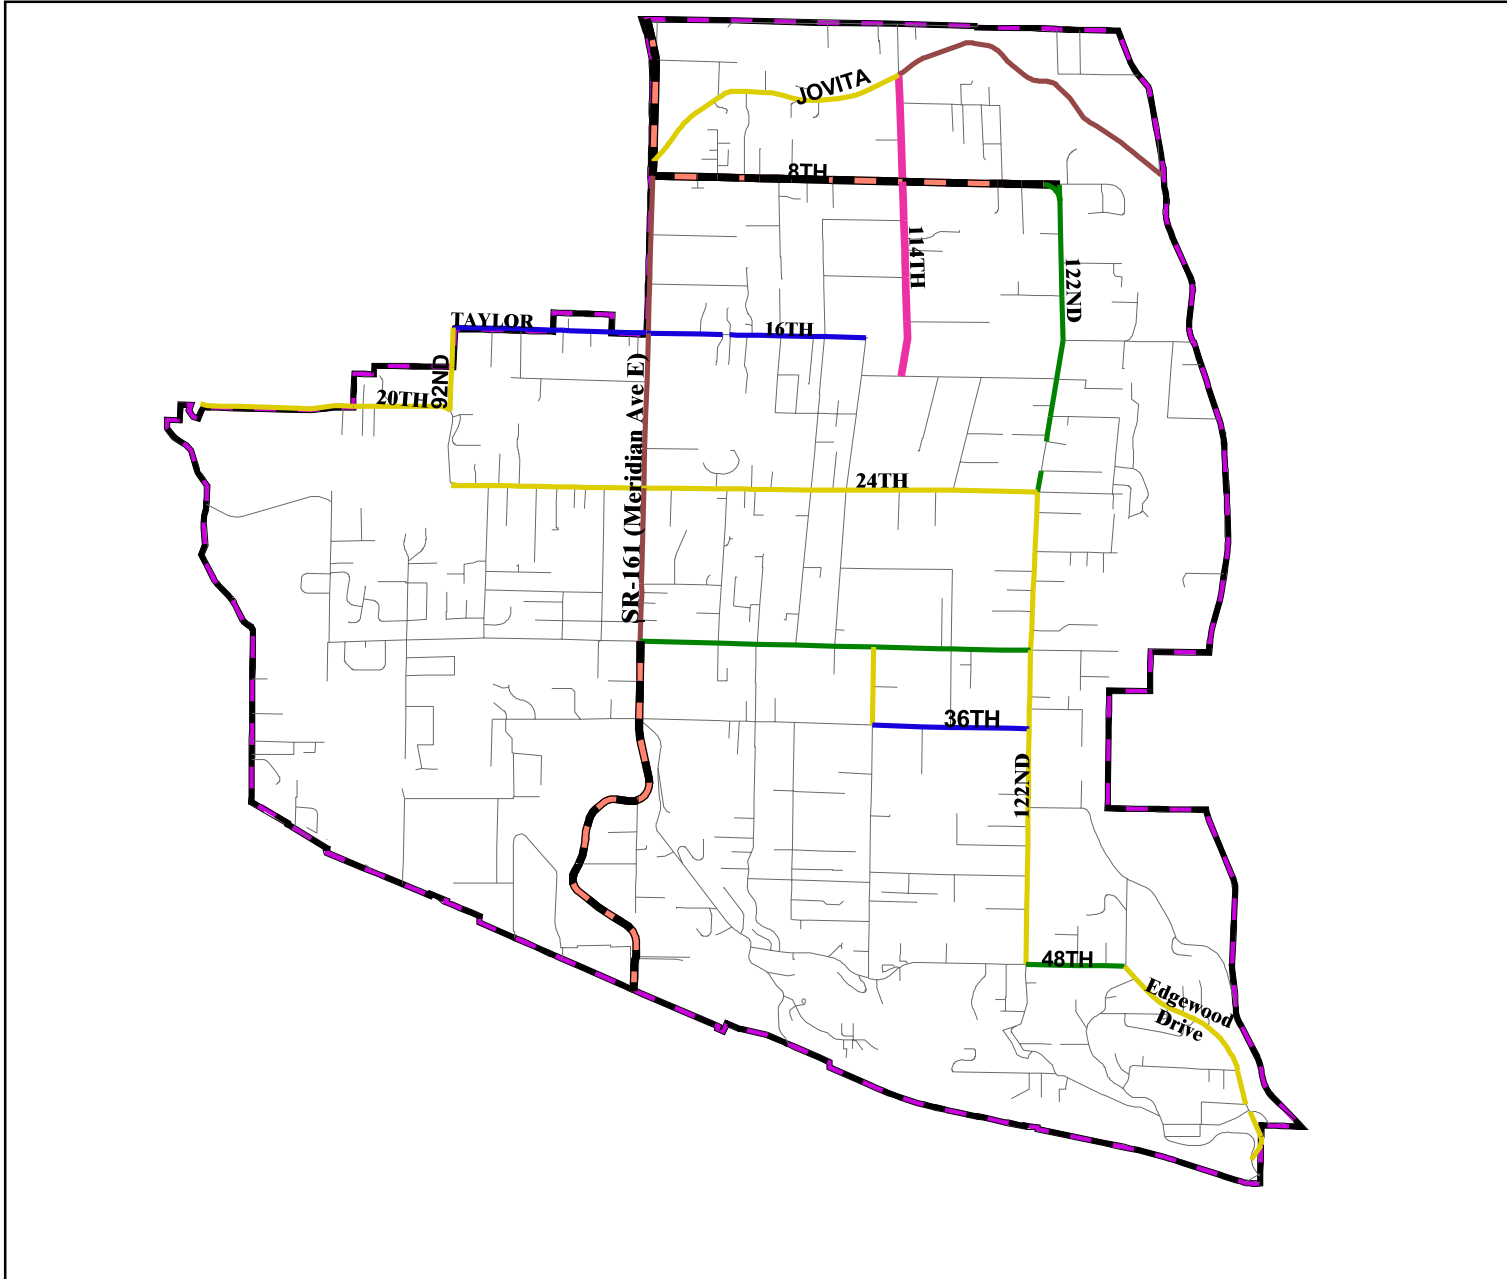 JOVITA
8TH
114TH
122ND
TAYLOR
16TH
92ND
20TH
SR-161 (Meridian Ave E)
24TH
36TH
122ND
48TH
Edgewood
Drive